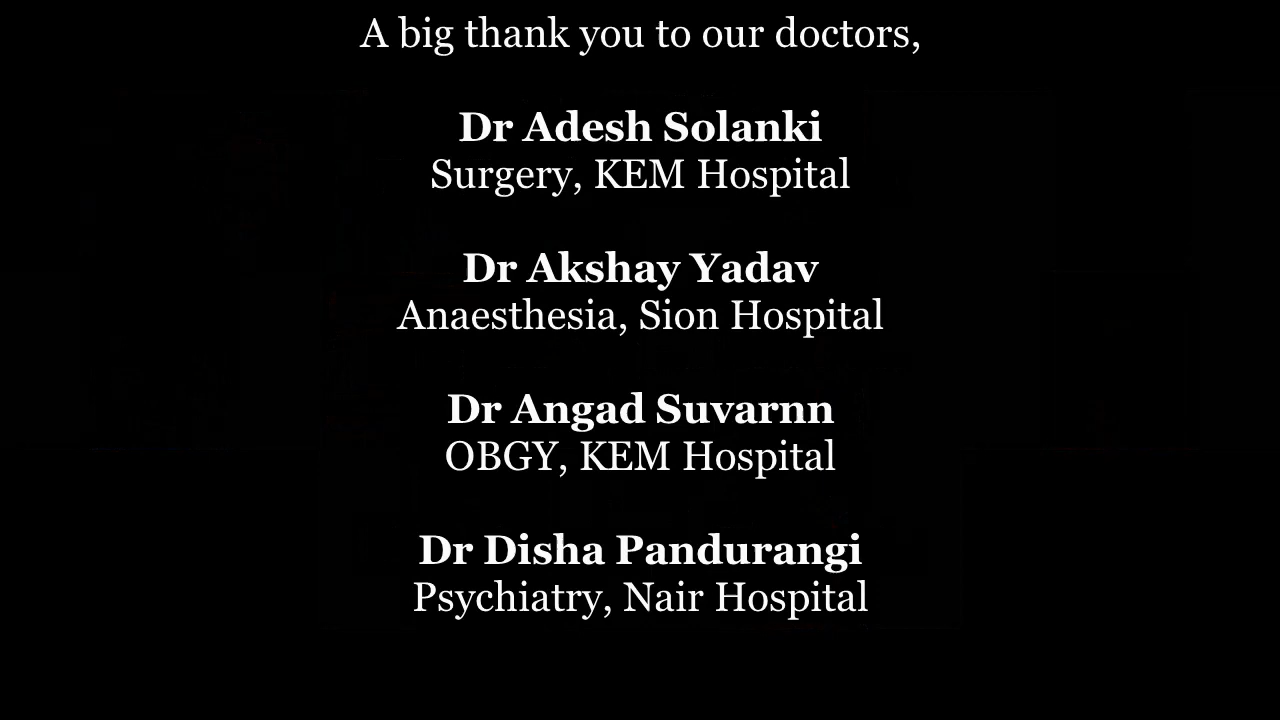 A big thank you to our doctors,
Dr Adesh Solanki
Surgery, KEM Hospital
Dr Akshay Yadav
Anaesthesia, Sion Hospital
Dr Angad Suvarnn
OBGY, KEM Hospital
Dr Disha Pandurangi
Psychiatry, Nair Hospital